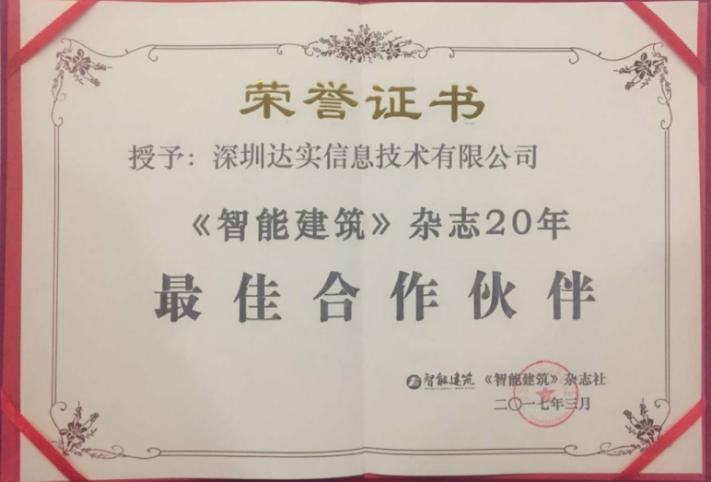 荣誉证书
授予：深圳达实信息技术有限公司
《智能建筑》杂志20年
最佳合作伙伴
智能建筑 《智能建筑》杂志社
二〇一七年三月